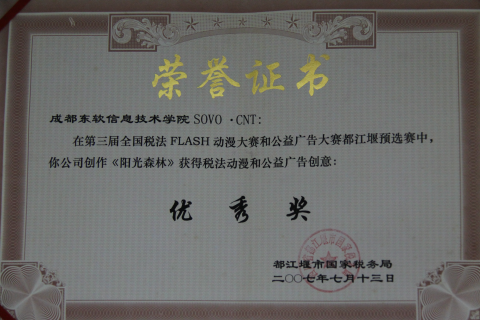 荣誉证书
成都东软信息技术学院 SOVO·CNT:
在第三届全国税法 FLASH 动漫大赛和公益广告大赛都江堰预选赛中,
你公司创作《阳光森林》获得税法动漫和公益广告创意:
优秀奖
都江堰市国家税务局
二〇〇七年七月十三日